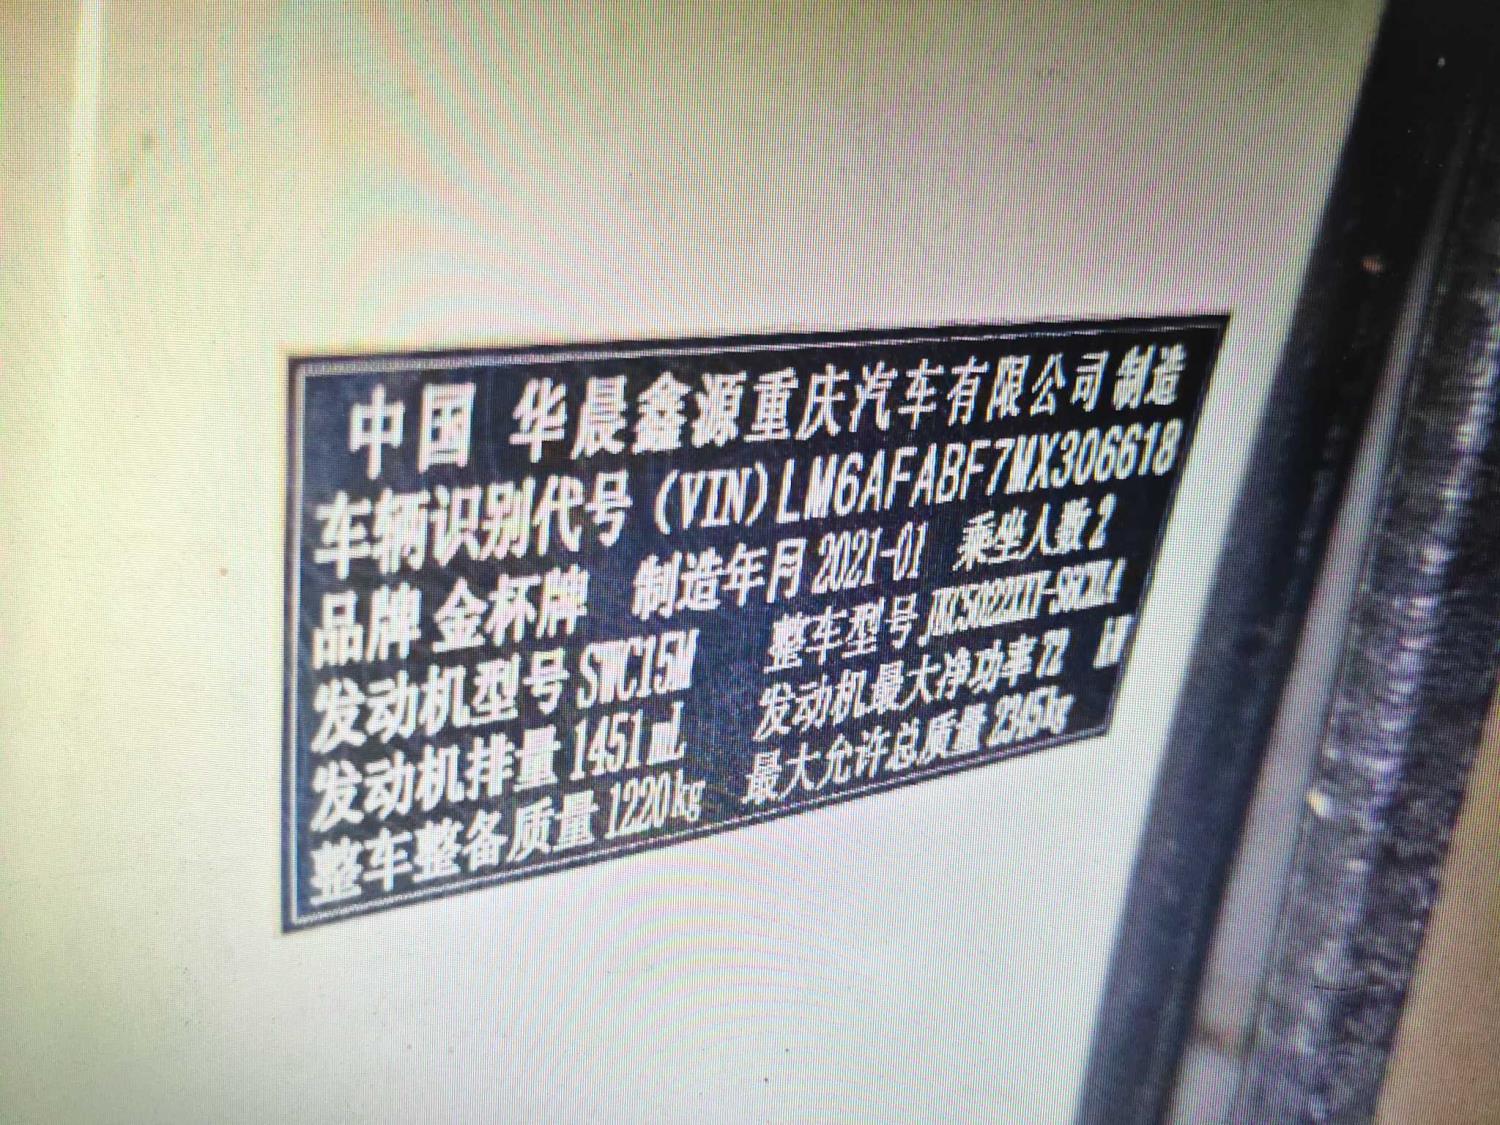 中国 华晨鑫源重庆汽车有限公司 制造
车辆识别代号 (VIN) LM6AFABF7MX306618
品牌 金杯牌 制造年月 2021-01 乘坐人数 2
发动机型号 SWC15M 整车型号
发动机排量 1451mL 发动机最大净功率 72 kW
整车整备质量 1220kg 最大允许总质量 2345kg